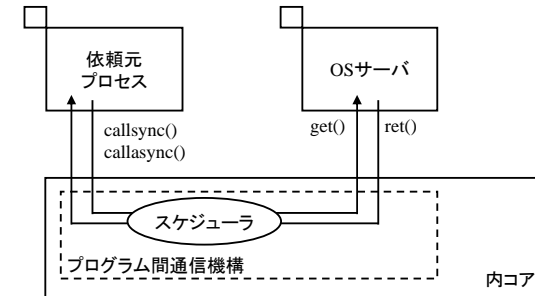 依頼元
プロセス
OSサーバ
callsync()
callasync()
get()
ret()
スケジューラ
プログラム間通信機構
内コア